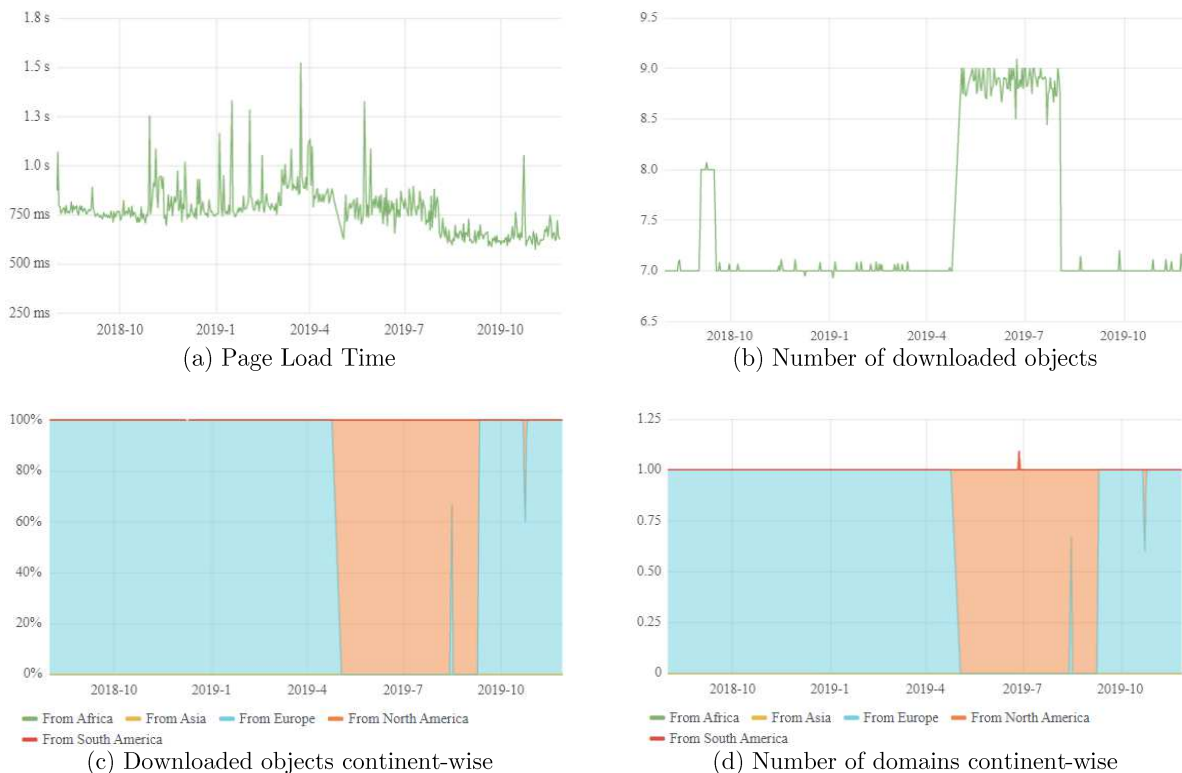 1.8 s
1.5 s
1.3 s
1.0 s
750 ms
500 ms
250 ms
2018-10 2019-1 2019-4 2019-7 2019-10
(a) Page Load Time
9.5
9.0
8.5
8.0
7.5
7.0
6.5
2018-10 2019-1 2019-4 2019-7 2019-10
(b) Number of downloaded objects
100%
80%
60%
40%
20%
0%
2018-10 2019-1 2019-4 2019-7 2019-10
From Africa From Asia From Europe From North America
From South America
(c) Downloaded objects continent-wise
1.25
1.00
0.75
0.50
0.25
0
2018-10 2019-1 2019-4 2019-7 2019-10
From Africa From Asia From Europe From North America
From South America
(d) Number of domains continent-wise